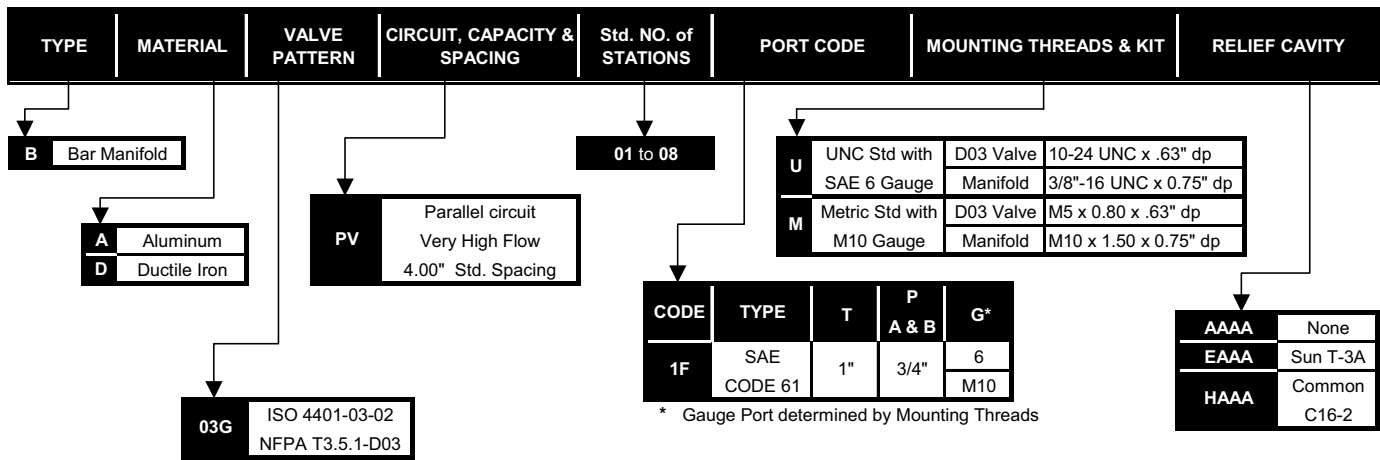 TYPE
MATERIAL
VALVE
PATTERN
CIRCUIT, CAPACITY &
SPACING
Std. NO. of
STATIONS
PORT CODE
MOUNTING THREADS & KIT
RELIEF CAVITY
B Bar Manifold
A Aluminum
D Ductile Iron
03G
ISO 4401-03-02
NFPA T3.5.1-D03
PV
Parallel circuit
Very High Flow
4.00" Std. Spacing
01 to 08
CODE TYPE T P A & B G*
1F
SAE
CODE 61
1"
3/4"
6
M10
* Gauge Port determined by Mounting Threads
U
UNC Std with
SAE 6 Gauge
D03 Valve 10-24 UNC x .63" dp
Manifold 3/8"-16 UNC x 0.75" dp
M
Metric Std with
M10 Gauge
D03 Valve M5 x 0.80 x .63" dp
Manifold M10 x 1.50 x 0.75" dp
AAAA None
EAAA Sun T-3A
HAAA
Common
C16-2